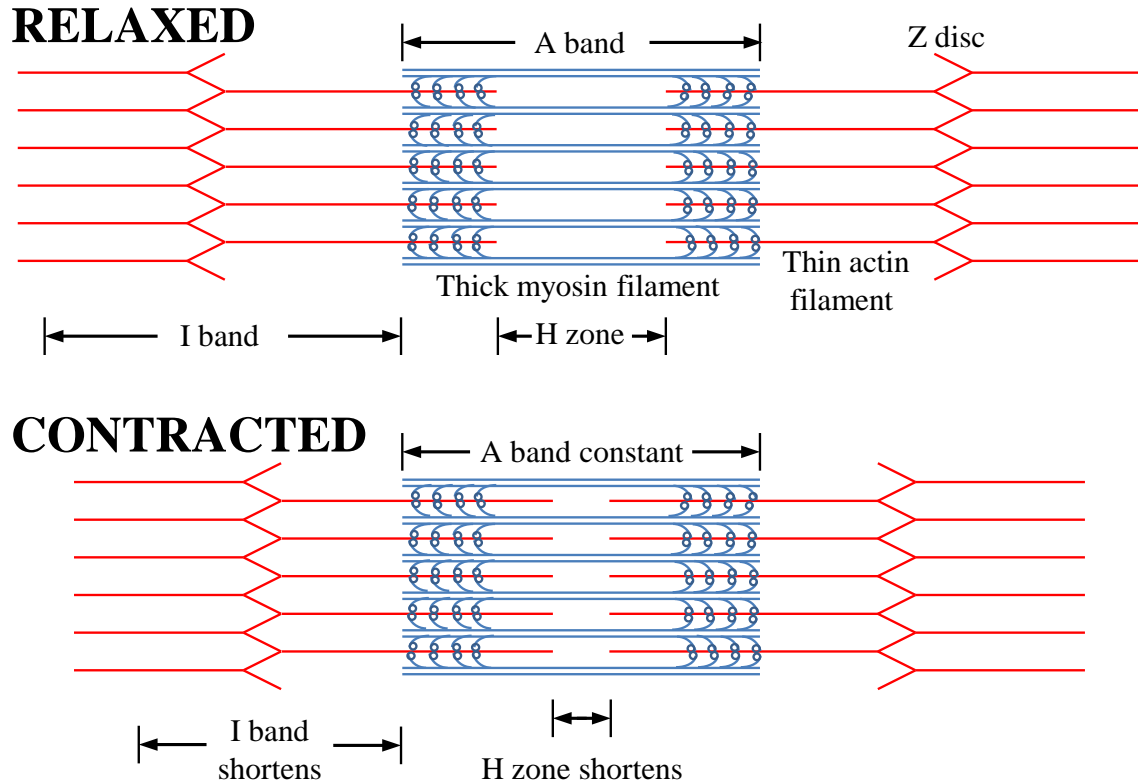 RELAXED
A band
Z disc
Thick myosin filament
Thin actin
filament
I band
H zone
CONTRACTED
A band constant
I band
shortens
H zone shortens